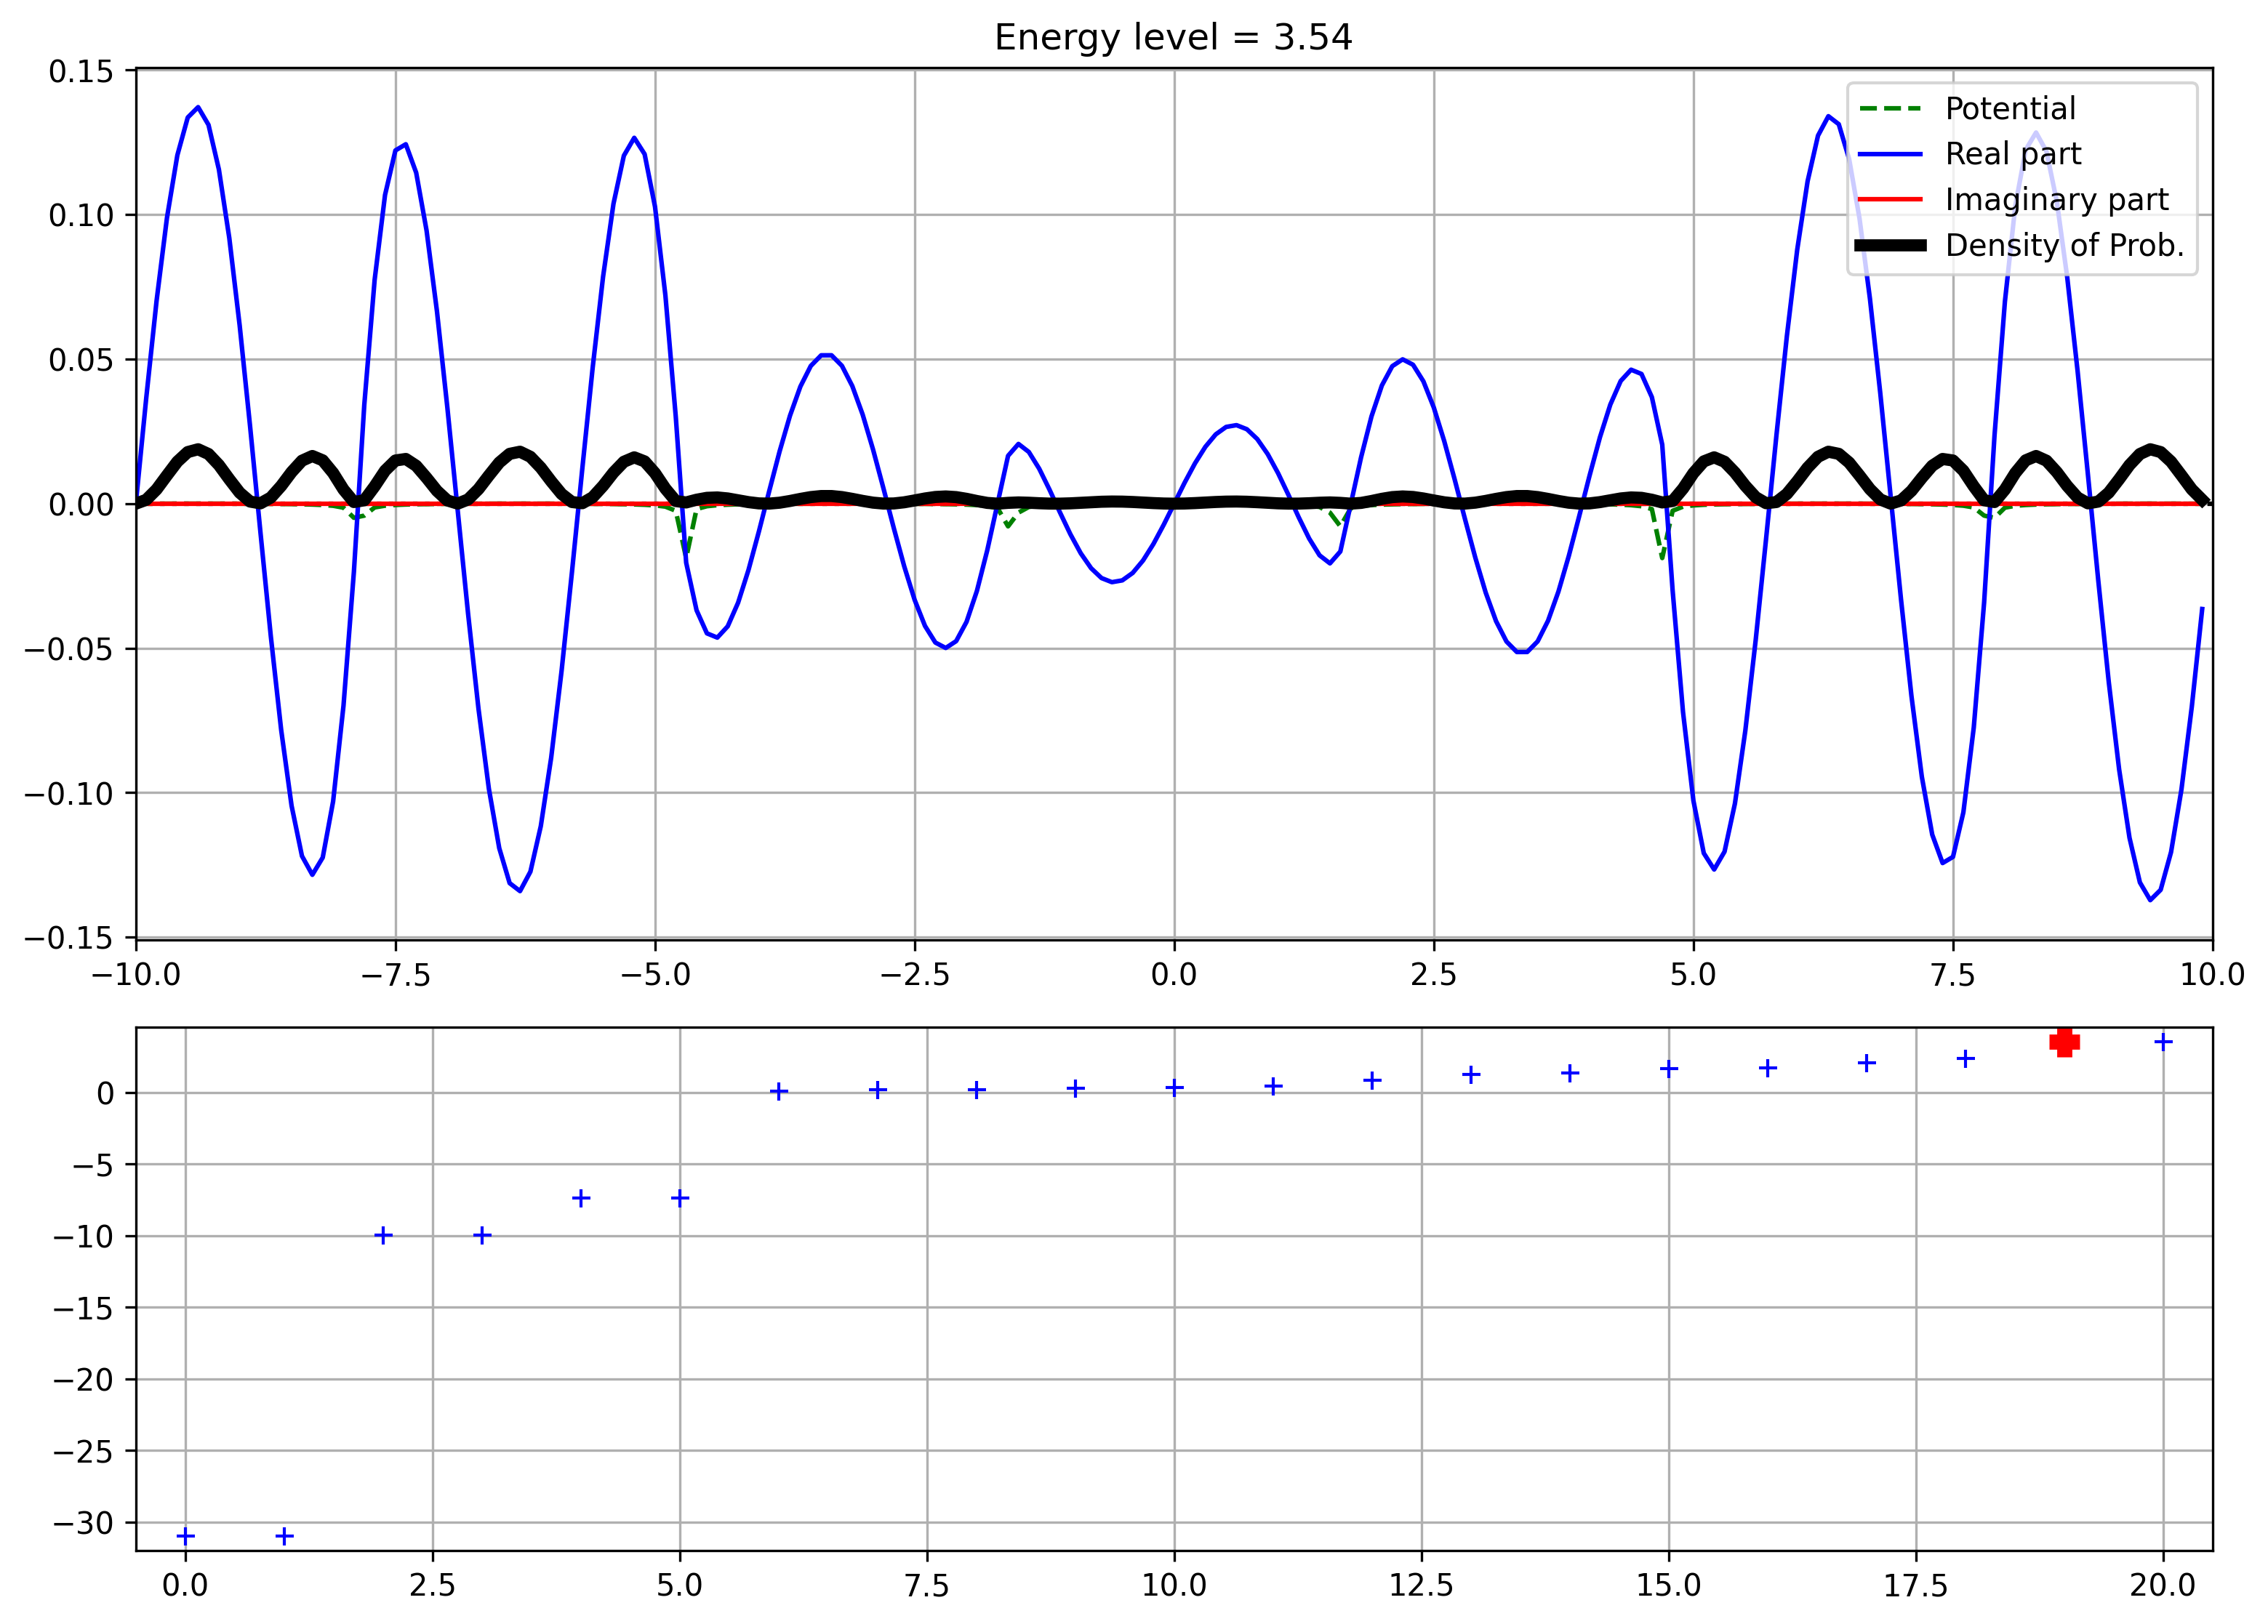 Energy level = 3.54
0.15
0.10
0.05
0.00
−0.05
−0.10
−0.15
Potential
Real part
Imaginary part
Density of Prob.
−10.0 −7.5 −5.0 −2.5 0.0 2.5 5.0 7.5 10.0
0
−5
−10
−15
−20
−25
−30
0.0 2.5 5.0 7.5 10.0 12.5 15.0 17.5 20.0